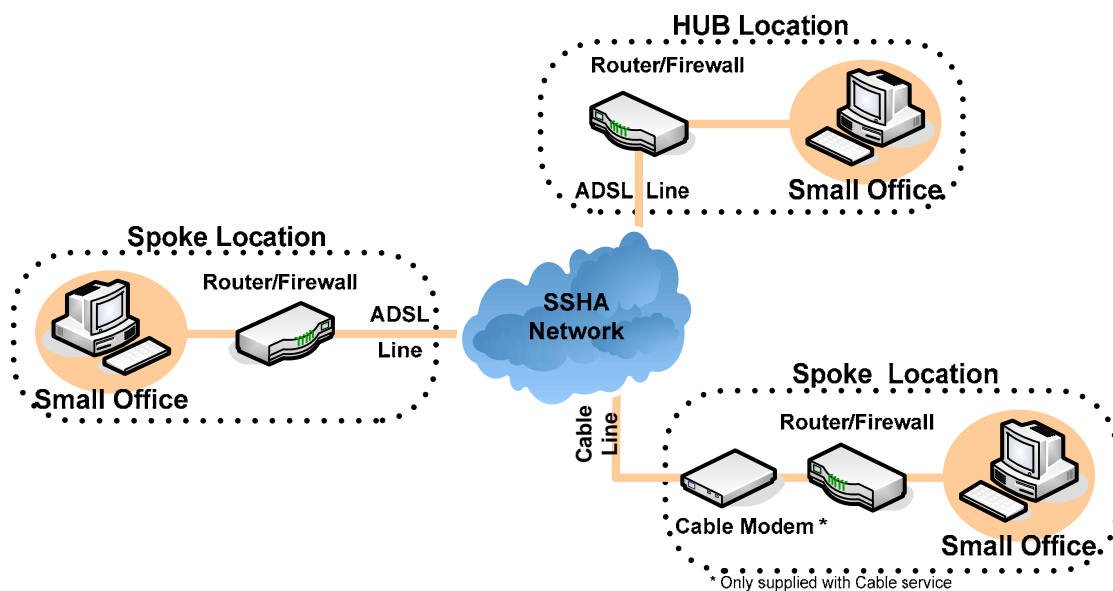 HUB Location
Router/Firewall
ADSL Line
Small Office
Spoke Location
Router/Firewall
ADSL
Line
Small Office
SSHA
Network
Cable
Line
Spoke Location
Router/Firewall
Cable Modem *
Small Office
* Only supplied with Cable service